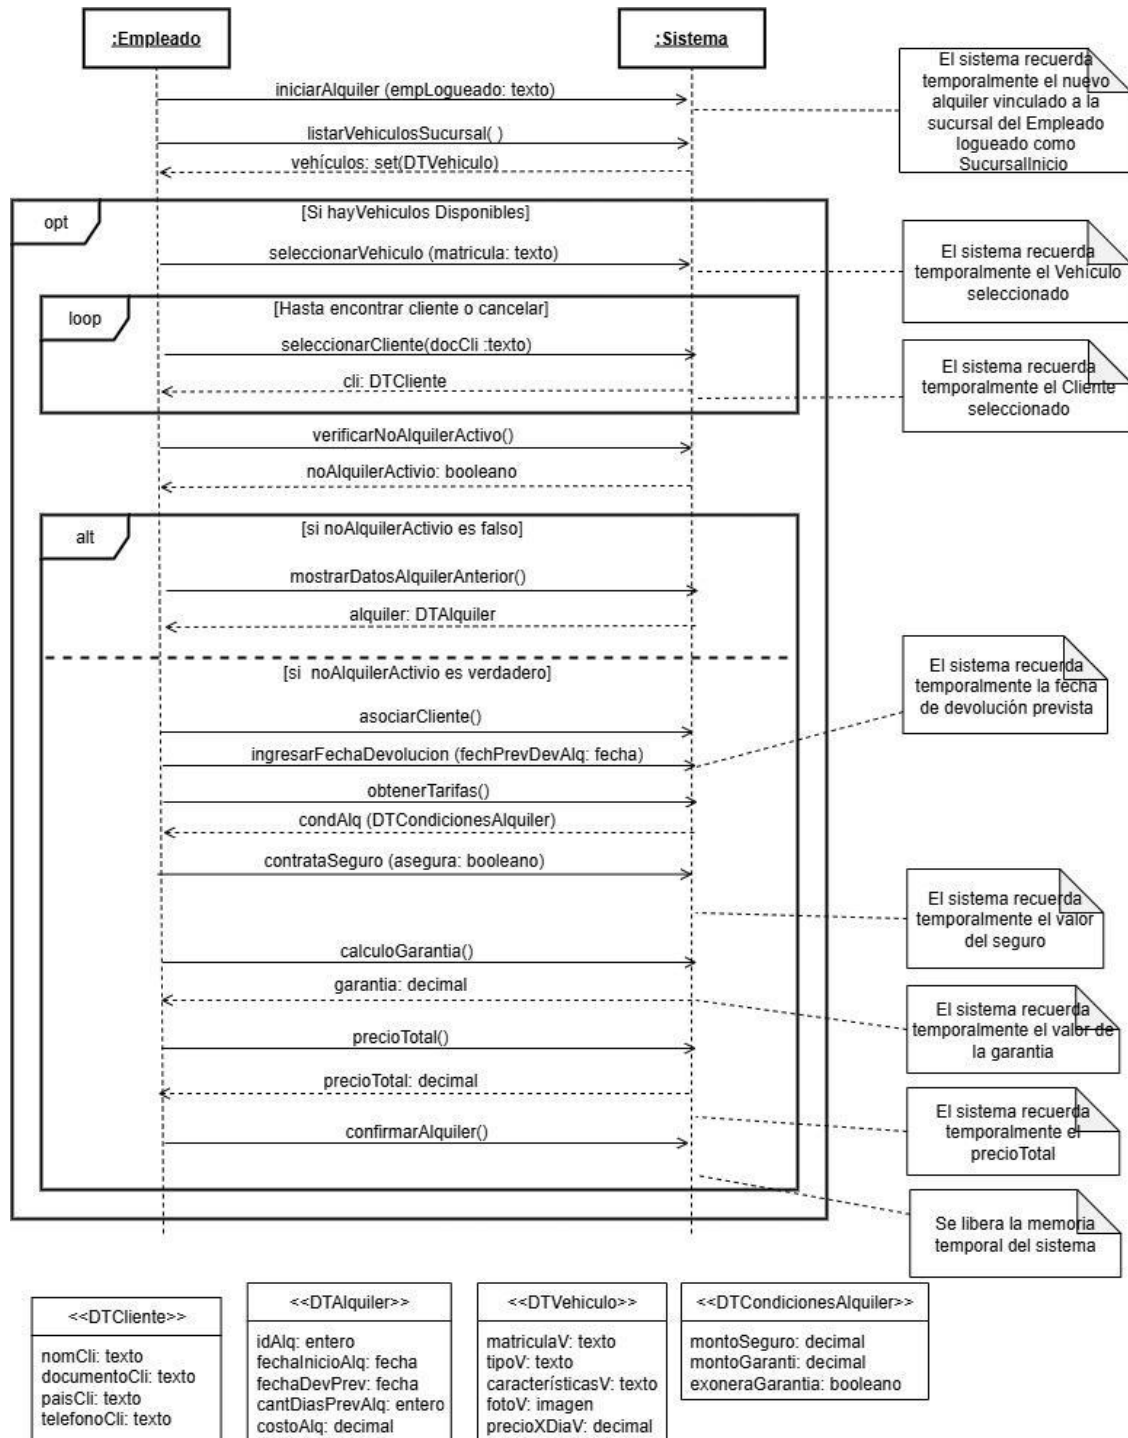 :Empleado
:Sistema
iniciarAlquiler (empLogueado: texto)
El sistema recuerda
temporalmente el nuevo
alquiler vinculado a la
sucursal del Empleado
logueado como
SucursalInicio
listarVehiculosSucursal( )
vehículos: set(DTVehiculo)
opt
[Si hayVehiculos Disponibles]
seleccionarVehiculo (matricula: texto)
El sistema recuerda
temporalmente el Vehículo
seleccionado
loop
[Hasta encontrar cliente o cancelar]
seleccionarCliente(docCli :texto)
cli: DTCliente
El sistema recuerda
temporalmente el Cliente
seleccionado
verificarNoAlquilerActivo()
noAlquilerActivio: booleano
alt
[si noAlquilerActivio es falso]
mostrarDatosAlquilerAnterior()
alquiler: DTAlquiler
[si  noAlquilerActivio es verdadero]
El sistema recuerda
temporalmente la fecha
de devolución prevista
asociarCliente()
ingresarFechaDevolucion (fechPrevDevAlq: fecha)
obtenerTarifas()
condAlq (DTCondicionesAlquiler)
contrataSeguro (asegura: booleano)
El sistema recuerda
temporalmente el valor
del seguro
calculoGarantia()
garantia: decimal
El sistema recuerda
temporalmente el valor de
la garantia
precioTotal()
precioTotal: decimal
El sistema recuerda
temporalmente el
precioTotal
confirmarAlquiler()
Se libera la memoria
temporal del sistema
<<DTCliente>>
nomCli: texto
documentoCli: texto
paisCli: texto
telefonoCli: texto
<<DTAlquiler>>
idAlq: entero
fechaInicioAlq: fecha
fechaDevPrev: fecha
cantDiasPrevAlq: entero
costoAlq: decimal
<<DTVehiculo>>
matriculaV: texto
tipoV: texto
característicasV: texto
fotoV: imagen
precioXDiaV: decimal
<<DTCondicionesAlquiler>>
montoSeguro: decimal
montoGaranti: decimal
exoneraGarantia: booleano